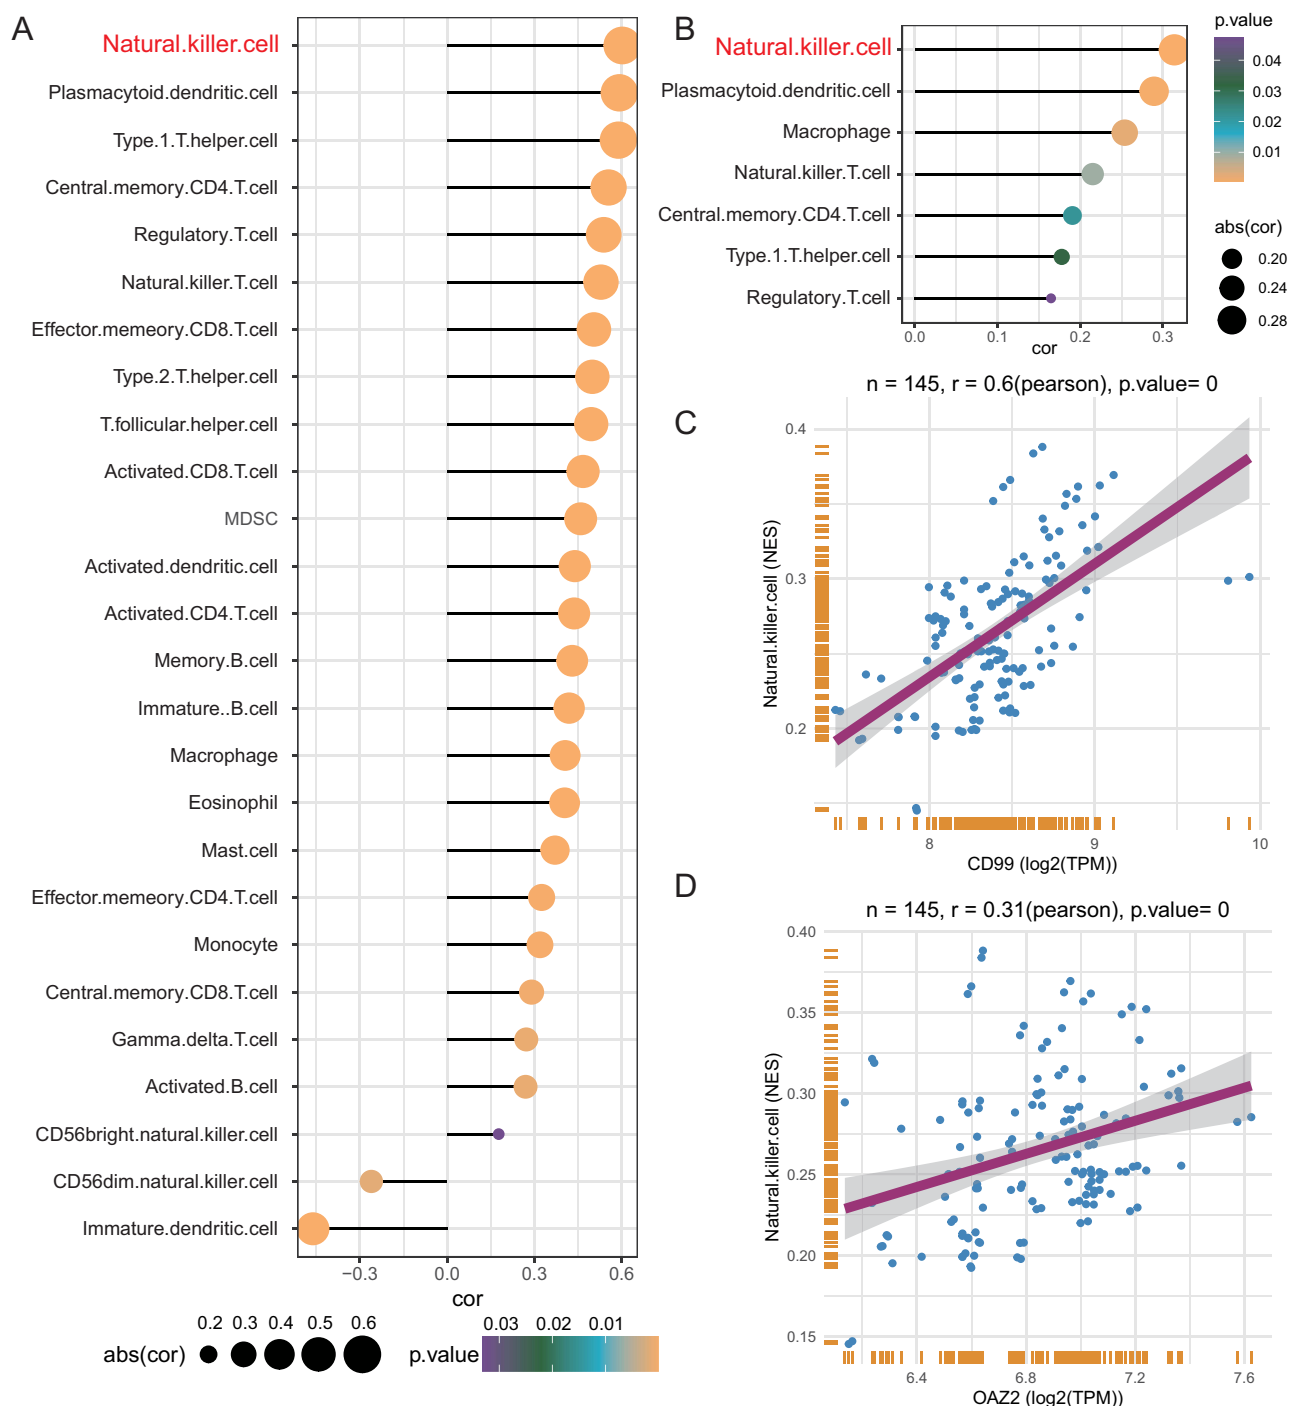 A
Natural.killer.cell
Plasmacytoid.dendritic.cell
Type.1.T.helper.cell
Central.memory.CD4.T.cell
Regulatory.T.cell
Natural.killer.T.cell
Effector.memeory.CD8.T.cell
Type.2.T.helper.cell
T.follicular.helper.cell
Activated.CD8.T.cell
MDSC
Activated.dendritic.cell
Activated.CD4.T.cell
Memory.B.cell
Immature..B.cell
Macrophage
Eosinophil
Mast.cell
Effector.memeory.CD4.T.cell
Monocyte
Central.memory.CD8.T.cell
Gamma.delta.T.cell
Activated.B.cell
CD56bright.natural.killer.cell
CD56dim.natural.killer.cell
Immature.dendritic.cell
−0.3 0.0 0.3 0.6
cor
0.2 0.3 0.4 0.5 0.6
abs(cor)
0.03 0.02 0.01
p.value
B
Natural.killer.cell
Plasmacytoid.dendritic.cell
Macrophage
Natural.killer.T.cell
Central.memory.CD4.T.cell
Type.1.T.helper.cell
Regulatory.T.cell
0.0 0.1 0.2 0.3
cor
p.value
0.04
0.03
0.02
0.01
abs(cor)
0.20
0.24
0.28
C
n = 145, r = 0.6(pearson), p.value= 0
Natural.killer.cell (NES)
0.4
0.3
0.2
8 9 10
CD99 (log2(TPM))
D
n = 145, r = 0.31(pearson), p.value= 0
Natural.killer.cell (NES)
0.40
0.35
0.30
0.25
0.20
0.15
6.4 6.8 7.2 7.6
OAZ2 (log2(TPM))